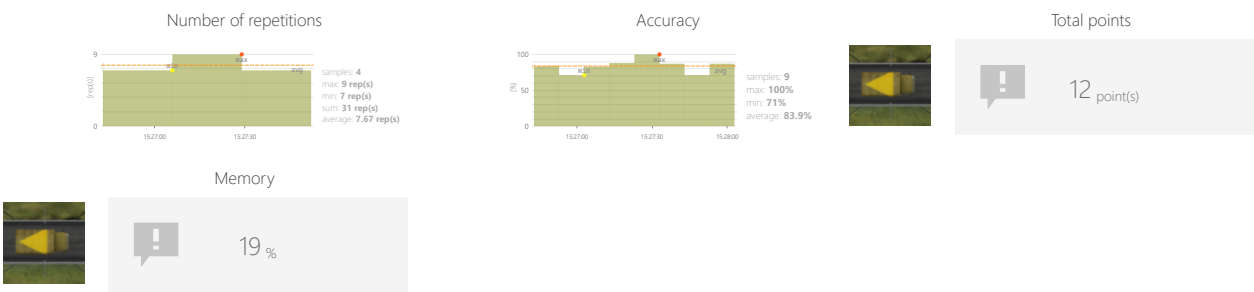 Number of repetitions
9
0
[rep(s)]
min
max
avg
15:27:00
15:27:30
samples: 4
max: 9 rep(s)
min: 7 rep(s)
sum: 31 rep(s)
average: 7.67 rep(s)
Accuracy
100
50
0
[%]
min
max
avg
15:27:00
15:27:30
15:28:00
samples: 9
max: 100%
min: 71%
average: 83.9%
Total points
12 point(s)
Memory
19 %